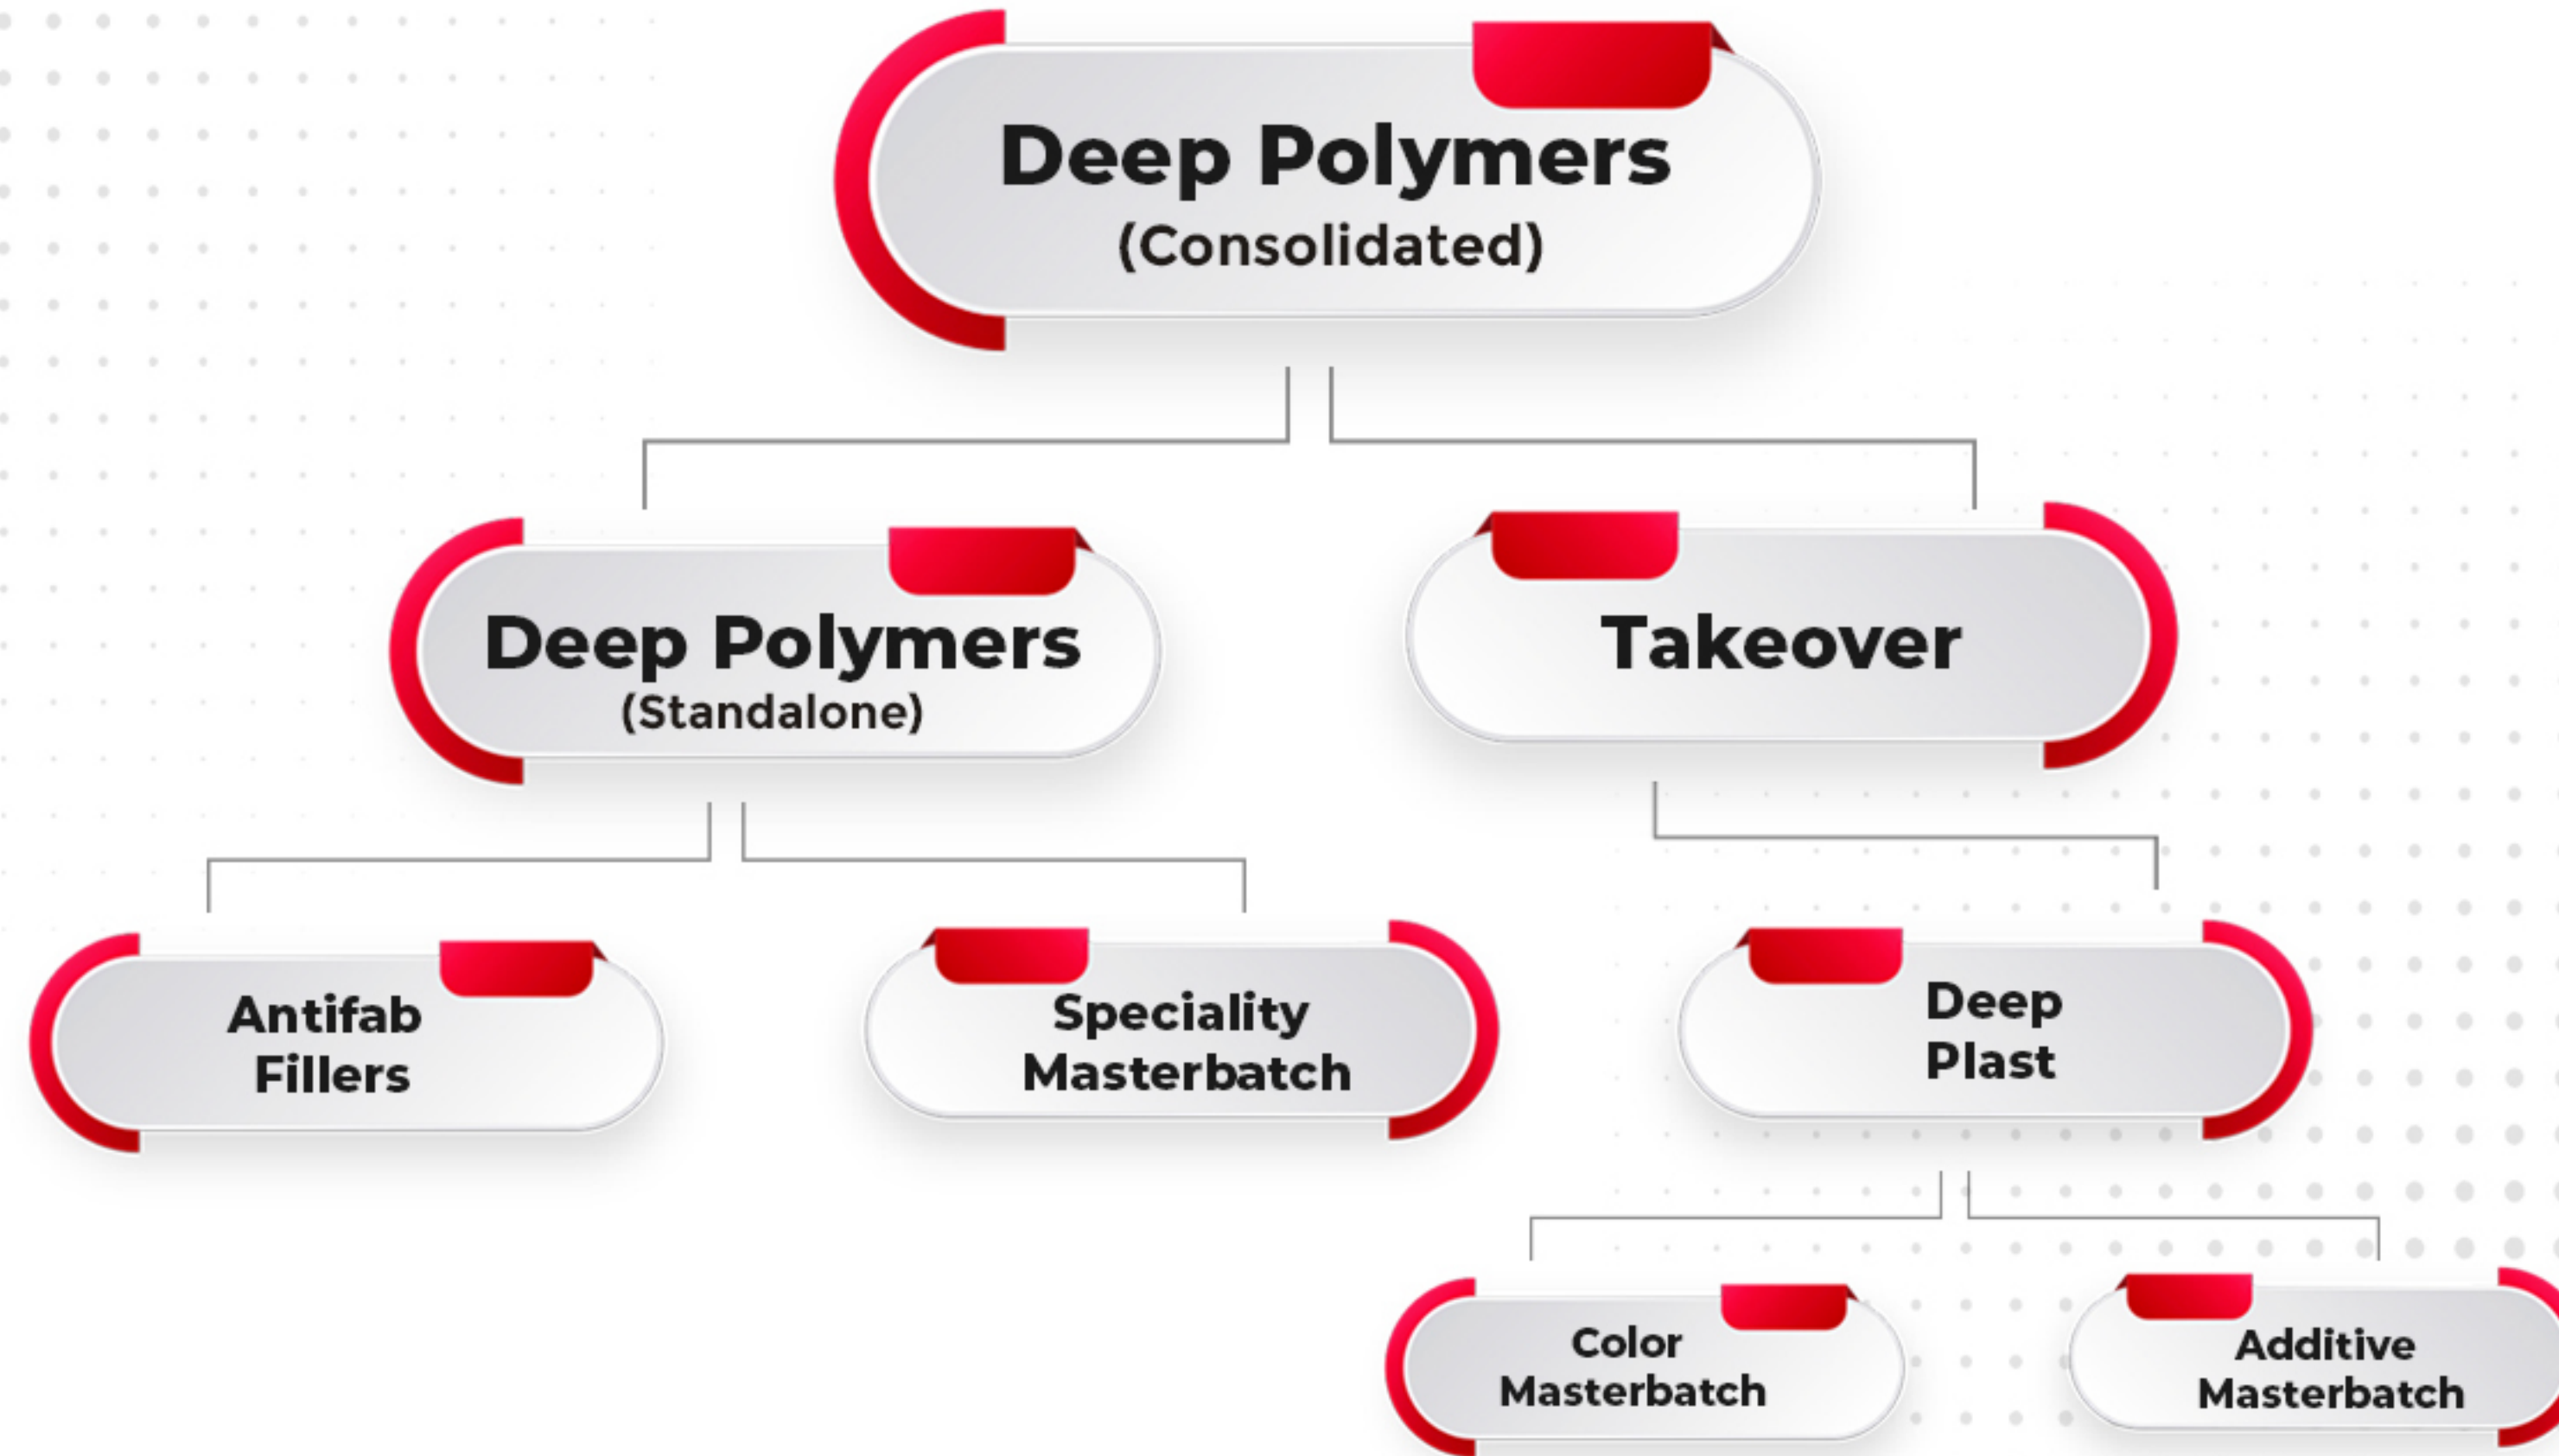 Deep Polymers
(Consolidated)
Deep Polymers
(Standalone)
Takeover
Antifab
Fillers
Speciality
Masterbatch
Deep
Plast
Color
Masterbatch
Additive
Masterbatch